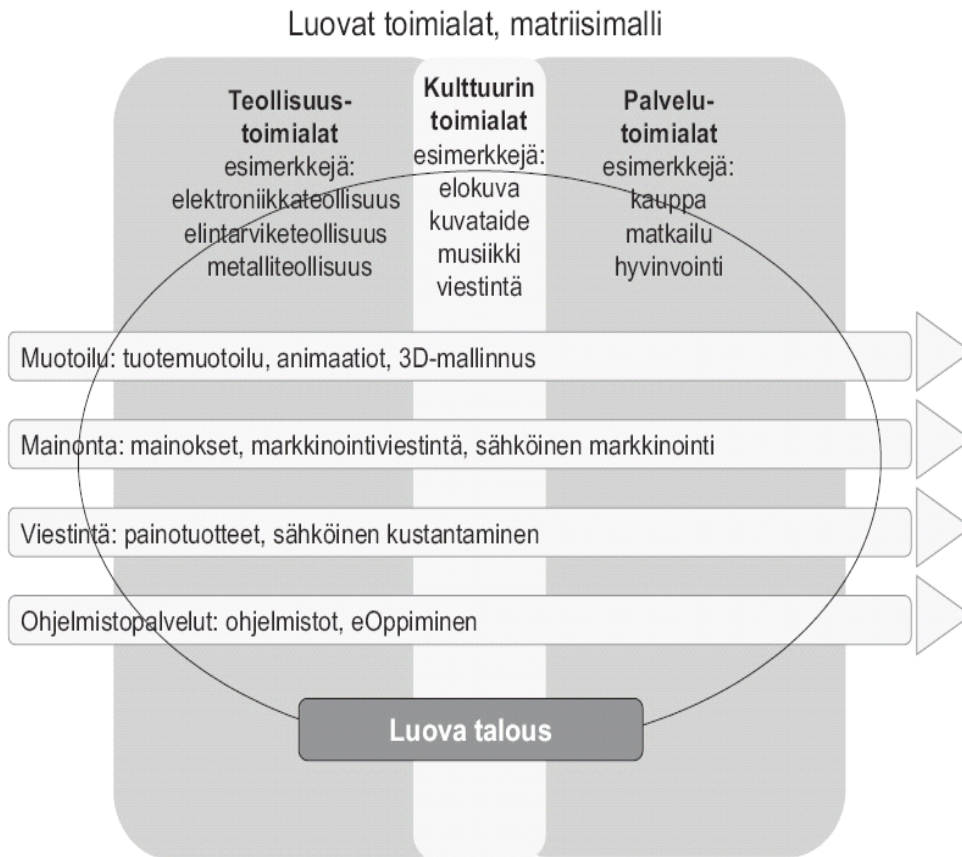 Luovat toimialat, matriisimalli
Teollisuus-
toimialat
esimerkkejä:
elektroniikkateollisuus
elintarviketeollisuus
metalliteollisuus
Kulttuurin
toimialat
esimerkkejä:
elokuva
kuvataide
musiikki
viestintä
Palvelu-
toimialat
esimerkkejä:
kauppa
matkailu
hyvinvointi
Muotoilu: tuotemuotoilu, animaatiot, 3D-mallinnus
Mainonta: mainokset, markkinointiviestintä, sähköinen markkinointi
Viestintä: painotuotteet, sähköinen kustantaminen
Ohjelmistopalvelut: ohjelmistot, eOppiminen
Luova talous